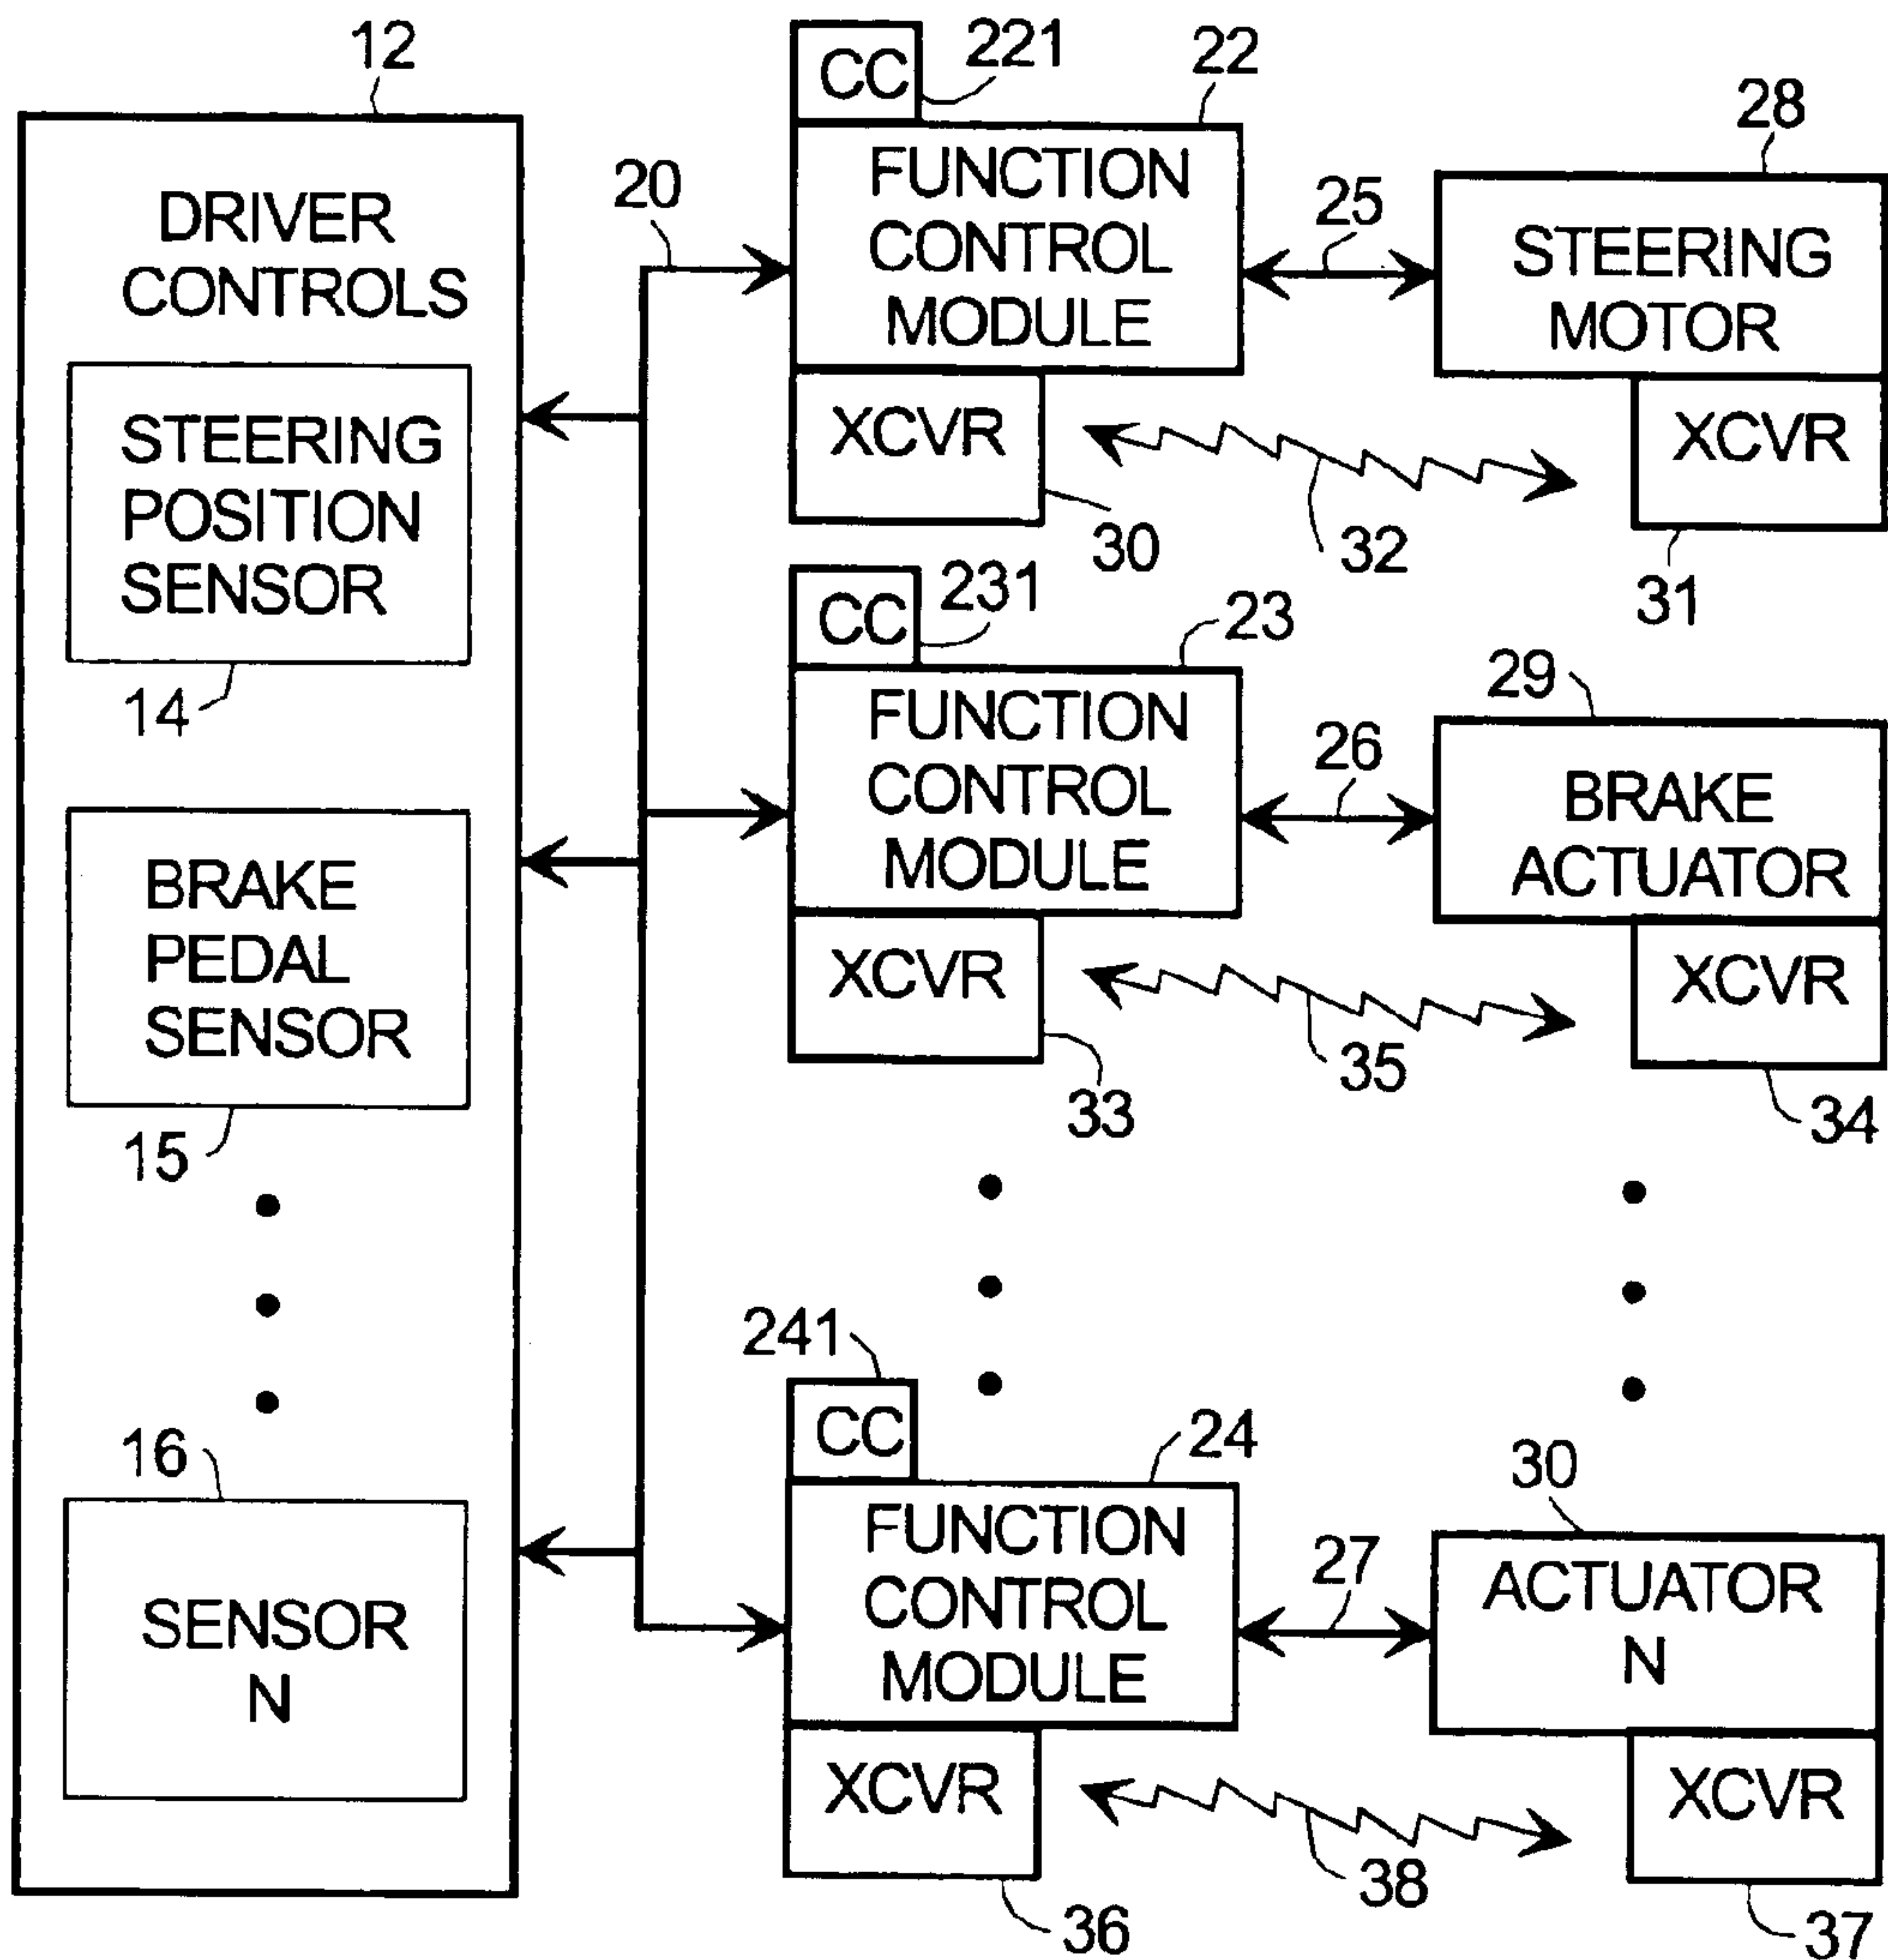 12
DRIVER
CONTROLS
STEERING
POSITION
SENSOR
14
BRAKE
PEDAL
SENSOR
15
16
SENSOR
N
20
CC
221
22
FUNCTION
CONTROL
MODULE
XCVR
30
25
28
STEERING
MOTOR
XCVR
31
32
CC
231
23
FUNCTION
CONTROL
MODULE
XCVR
33
26
29
BRAKE
ACTUATOR
XCVR
34
35
241
CC
24
FUNCTION
CONTROL
MODULE
XCVR
36
27
30
ACTUATOR
N
XCVR
37
38